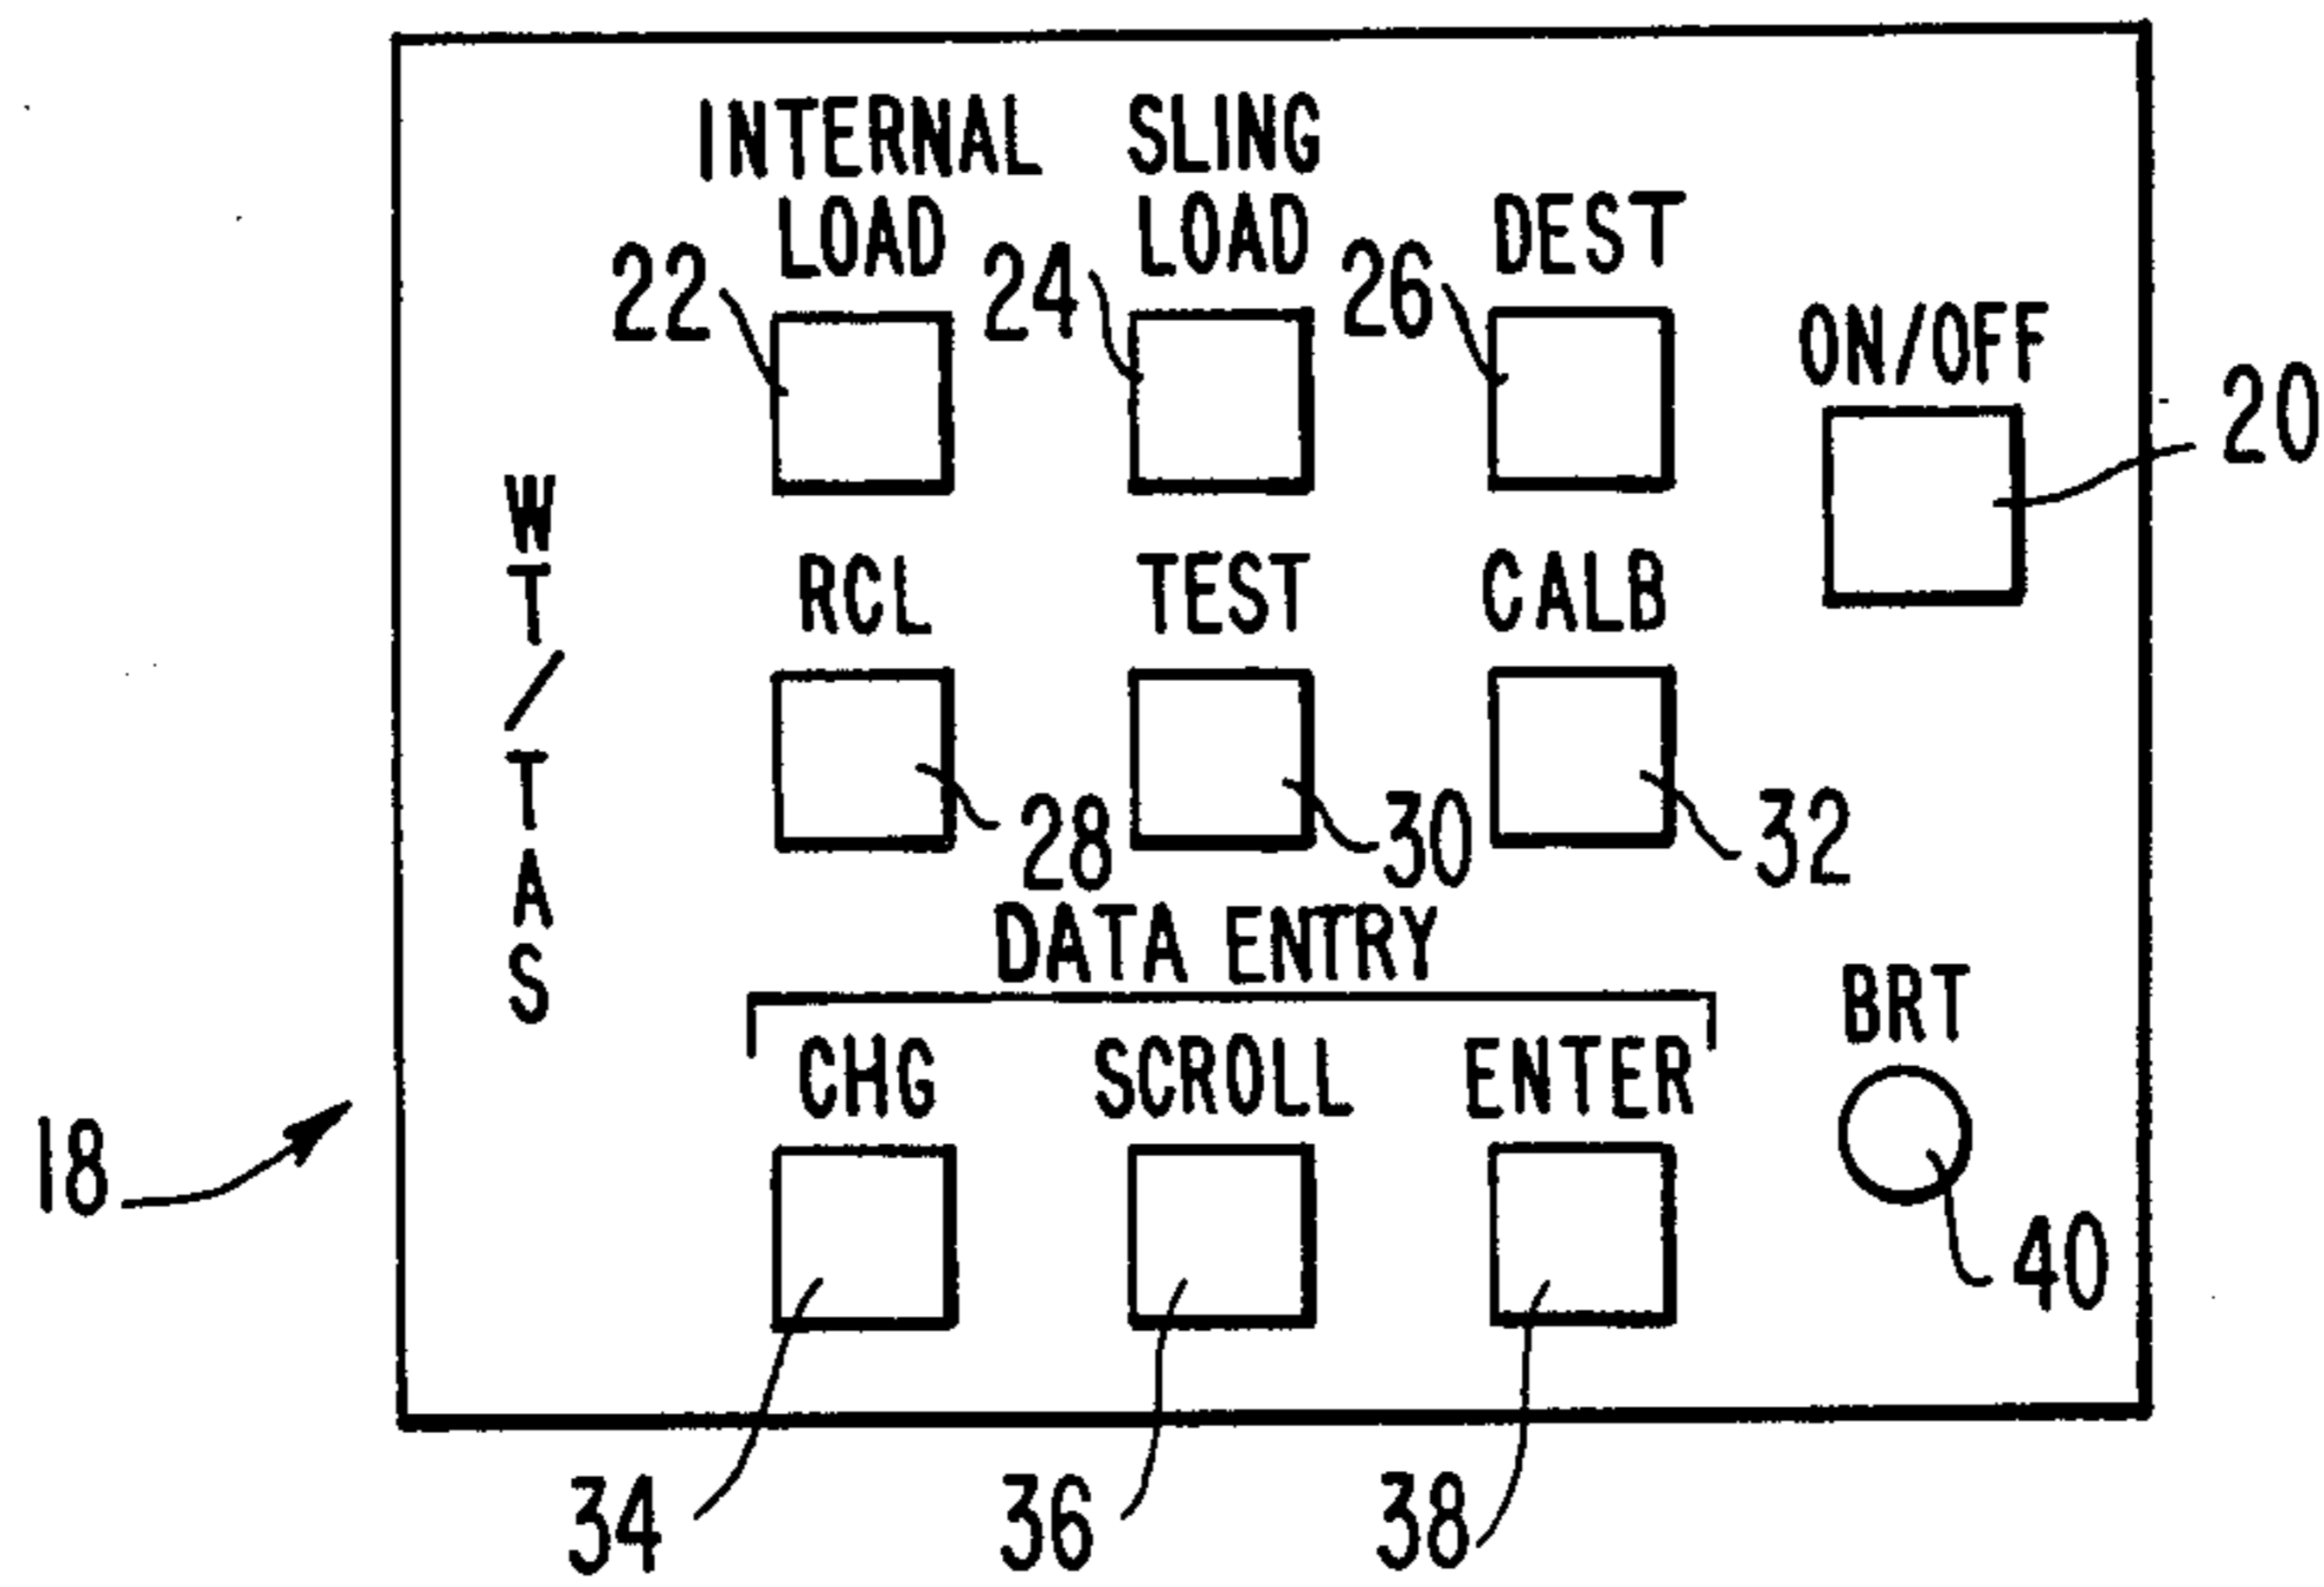 INTERNAL SLING
LOAD LOAD DEST
22 24 26
ON/OFF
20
W
T
/
T
A
S
RCL TEST CALB
28 30 32
DATA ENTRY
CHG SCROLL ENTER
BRT
18
40
34 36 38